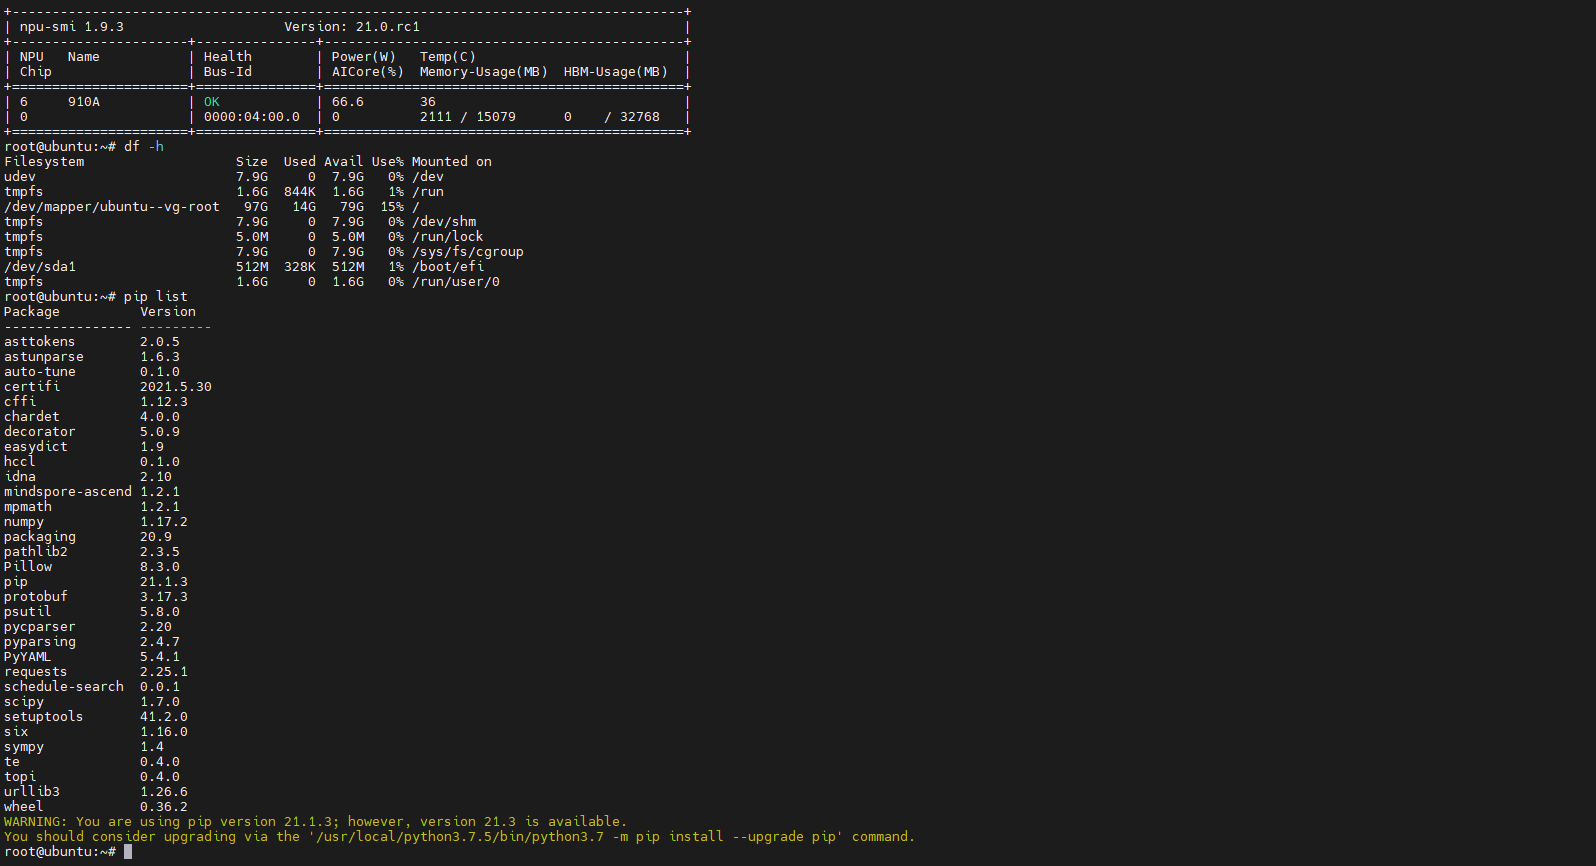 +------------------------------------------------------------------------------------+
| npu-smi 1.9.3                    Version: 21.0.rc1                                 |
+----------------------+---------------+---------------------------------------------+
| NPU   Name           | Health        | Power(W)   Temp(C)                          |
| Chip                 | Bus-Id        | AICore(%)  Memory-Usage(MB)  HBM-Usage(MB)  |
+======================+===============+=============================================+
| 6     910A           | OK            | 66.6       36                               |
| 0                    | 0000:04:00.0  | 0          2111 / 15079      0    / 32768   |
+======================+===============+=============================================+
root@ubuntu:~# df -h
Filesystem                   Size  Used Avail Use% Mounted on
udev                         7.9G     0  7.9G   0% /dev
tmpfs                        1.6G  844K  1.6G   1% /run
/dev/mapper/ubuntu--vg-root   97G   14G   79G  15% /
tmpfs                        7.9G     0  7.9G   0% /dev/shm
tmpfs                        5.0M     0  5.0M   0% /run/lock
tmpfs                        7.9G     0  7.9G   0% /sys/fs/cgroup
/dev/sda1                    512M  328K  512M   1% /boot/efi
tmpfs                        1.6G     0  1.6G   0% /run/user/0
root@ubuntu:~# pip list
Package          Version
---------------- ---------
asttokens        2.0.5
astunparse       1.6.3
auto-tune        0.1.0
certifi          2021.5.30
cffi             1.12.3
chardet          4.0.0
decorator        5.0.9
easydict         1.9
hccl             0.1.0
idna             2.10
mindspore-ascend 1.2.1
mpmath           1.2.1
numpy            1.17.2
packaging        20.9
pathlib2         2.3.5
Pillow           8.3.0
pip              21.1.3
protobuf         3.17.3
psutil           5.8.0
pycparser        2.20
pyparsing        2.4.7
PyYAML           5.4.1
requests         2.25.1
schedule-search  0.0.1
scipy            1.7.0
setuptools       41.2.0
six              1.16.0
sympy            1.4
te               0.4.0
topi             0.4.0
urllib3          1.26.6
wheel            0.36.2
WARNING: You are using pip version 21.1.3; however, version 21.3 is available.
You should consider upgrading via the '/usr/local/python3.7.5/bin/python3.7 -m pip install --upgrade pip' command.
root@ubuntu:~#